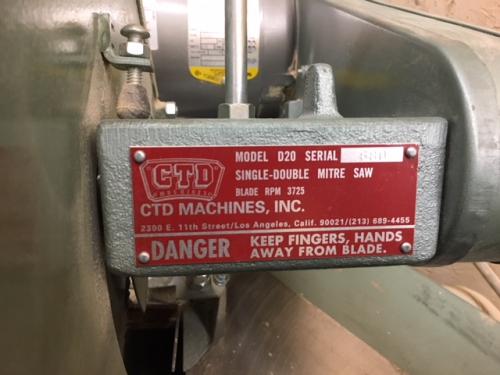 CTD
MACHINES
MODEL D20 SERIAL
SINGLE-DOUBLE MITRE SAW
BLADE RPM 3725
CTD MACHINES, INC.
2300 E. 11th Street/Los Angeles, Calif. 90021/(213) 689-4455
DANGER KEEP FINGERS, HANDS
AWAY FROM BLADE.